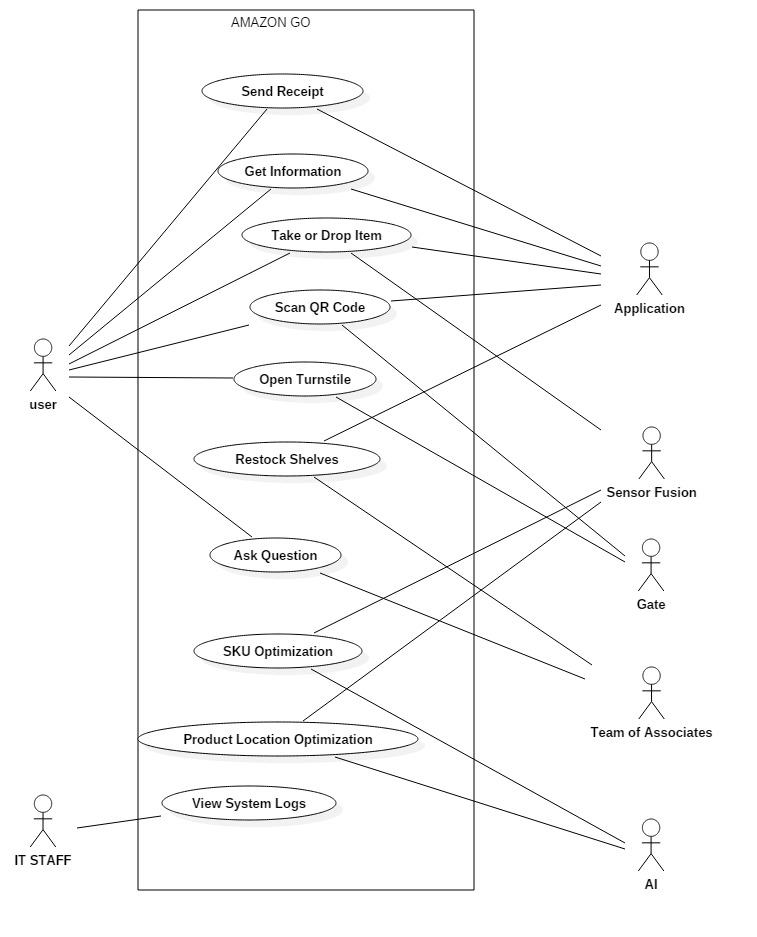 AMAZON GO
Send Receipt
Get Information
Take or Drop Item
Scan QR Code
Open Turnstile
Restock Shelves
Ask Question
SKU Optimization
Product Location Optimization
View System Logs
user
IT STAFF
Application
Sensor Fusion
Gate
Team of Associates
AI